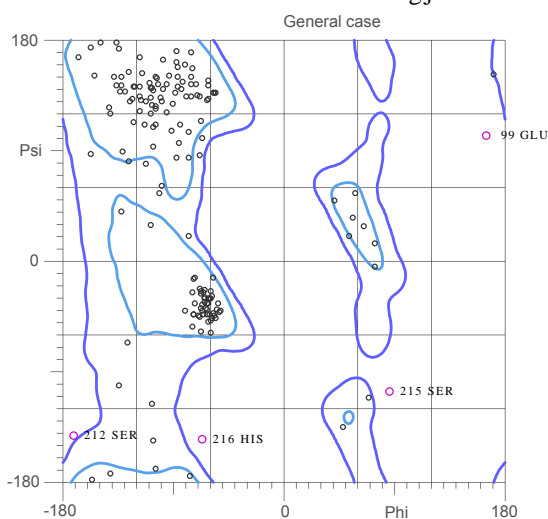 General case
180
Psi
99 GLU
0
215 SER
212 SER
216 HIS
-180
-180
0
Phi
180